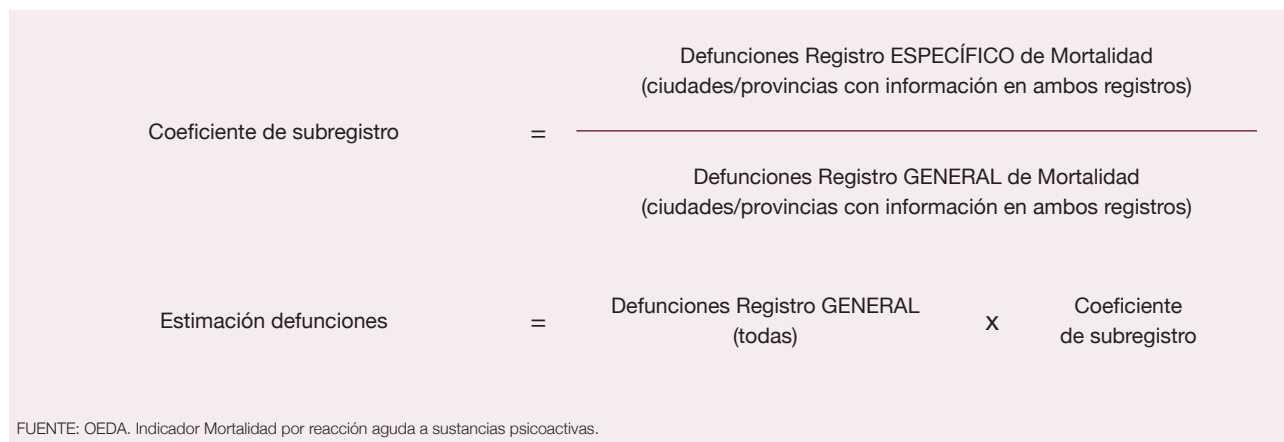 Defunciones Registro ESPECÍFICO de Mortalidad
(ciudades/provincias con información en ambos registros)
Coeficiente de subregistro =
Defunciones Registro GENERAL de Mortalidad
(ciudades/provincias con información en ambos registros)
Estimación defunciones = Defunciones Registro GENERAL x Coeficiente
(todas) de subregistro
FUENTE: OEDA. Indicador Mortalidad por reacción aguda a sustancias psicoactivas.